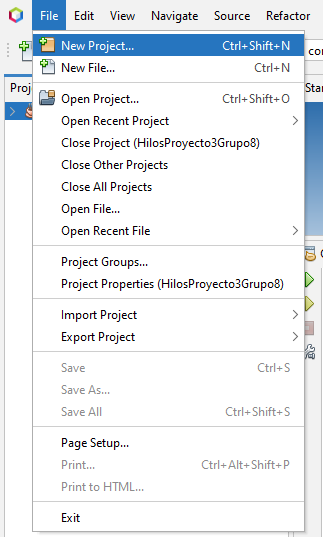 File Edit View Navigate Source Refactor
New Project... Ctrl+Shift+N
New File... Ctrl+N
Open Project... Ctrl+Shift+O
Open Recent Project
Close Project (HilosProyecto3Grupo8)
Close Other Projects
Close All Projects
Open File...
Open Recent File
Project Groups...
Project Properties (HilosProyecto3Grupo8)
Import Project
Export Project
Save Ctrl+S
Save As...
Save All Ctrl+Shift+S
Page Setup...
Print... Ctrl+Alt+Shift+P
Print to HTML...
Exit